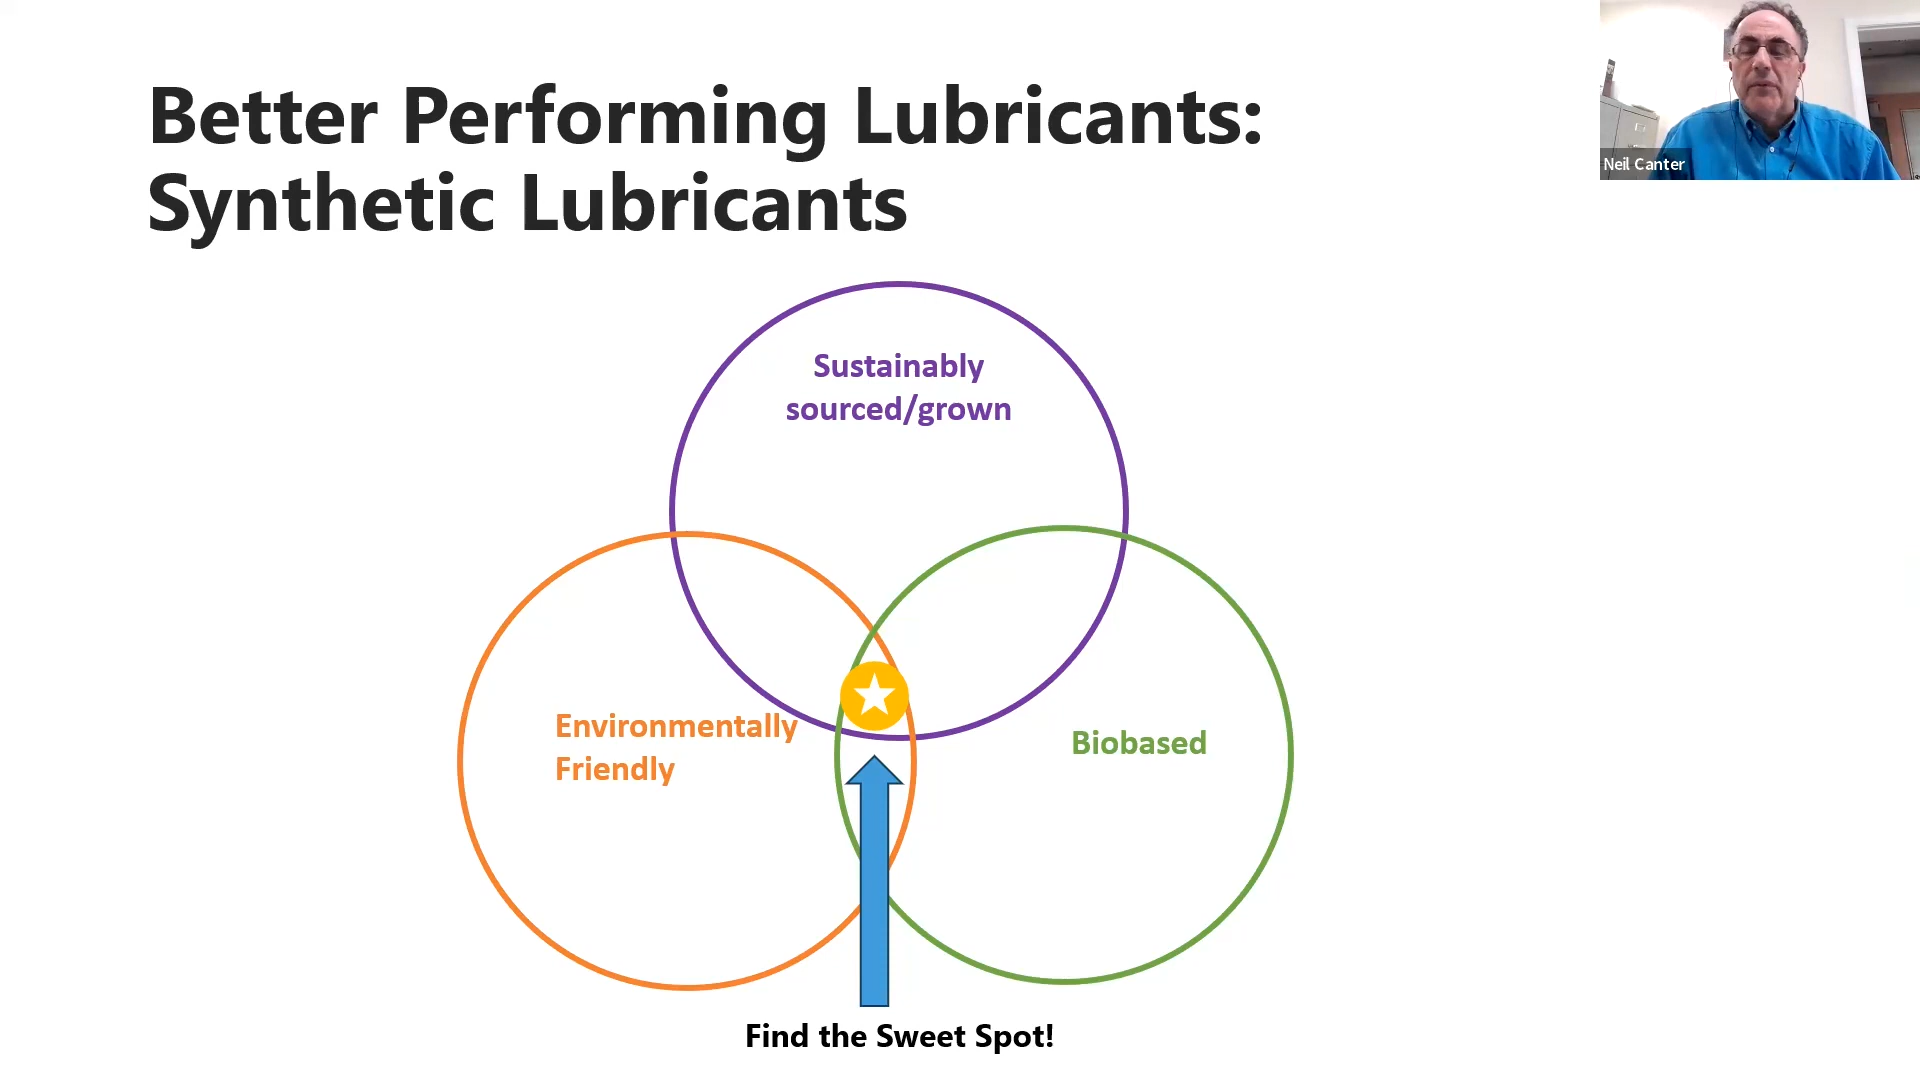 Better Performing Lubricants:
Synthetic Lubricants
Neil Canter
Sustainably
sourced/grown
Environmentally
Friendly
Biobased
Find the Sweet Spot!